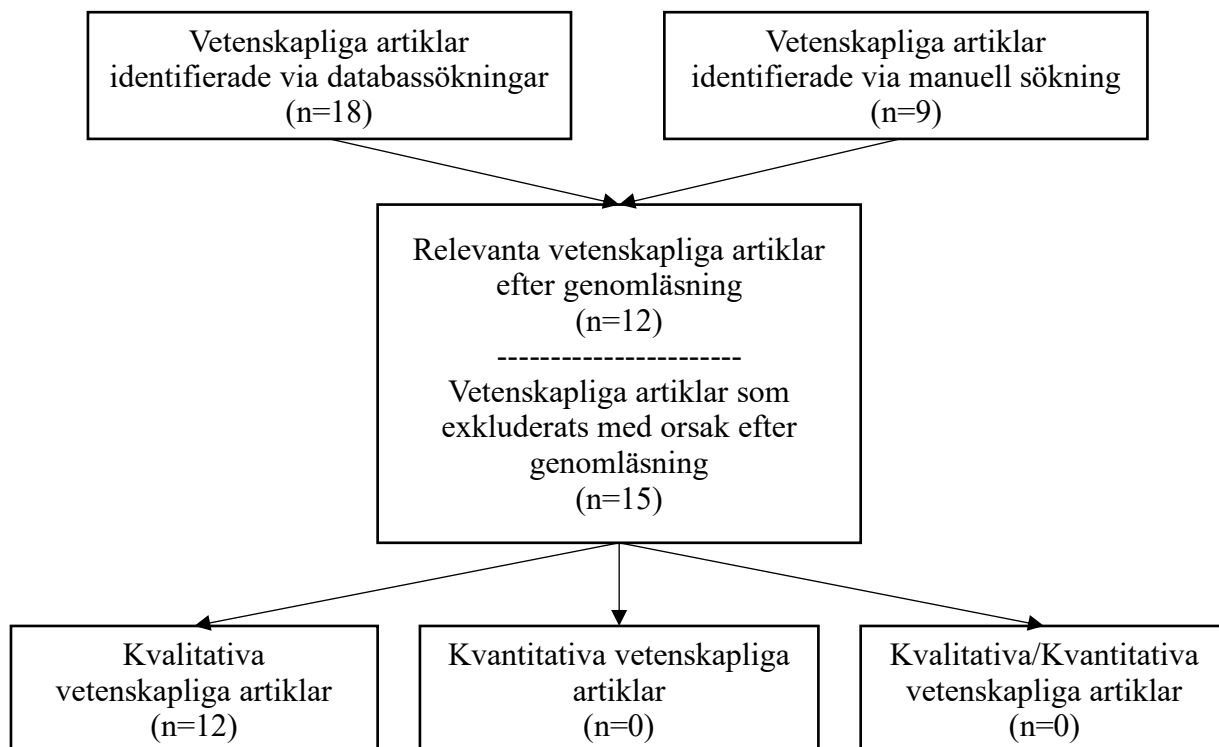 Vetenskapliga artiklar
identifierade via databassökningar
(n=18)
Vetenskapliga artiklar
identifierade via manuell sökning
(n=9)
Relevanta vetenskapliga artiklar
efter genomläsning
(n=12)
-----------------------
Vetenskapliga artiklar som
exkluderats med orsak efter
genomläsning
(n=15)
Kvalitativa
vetenskapliga artiklar
(n=12)
Kvantitativa vetenskapliga
artiklar
(n=0)
Kvalitativa/Kvantitativa
vetenskapliga artiklar
(n=0)